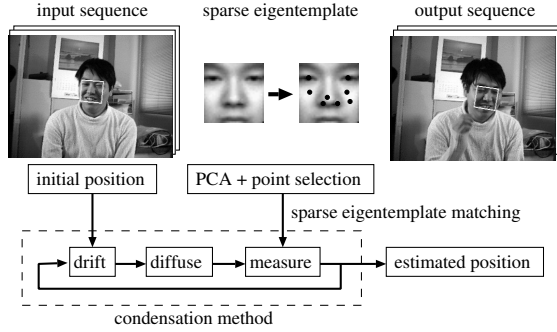 input sequence
sparse eigentemplate
output sequence
initial position
PCA + point selection
sparse eigentemplate matching
drift
diffuse
measure
estimated position
condensation method